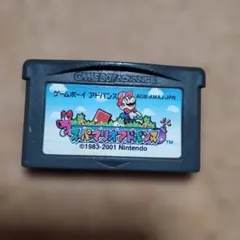 GAME BOY ADVANCE
ゲームボーイ アドバンス
AGB-AMAJ-JPN
スーパーマリオアドバンス
©1983-2001 Nintendo